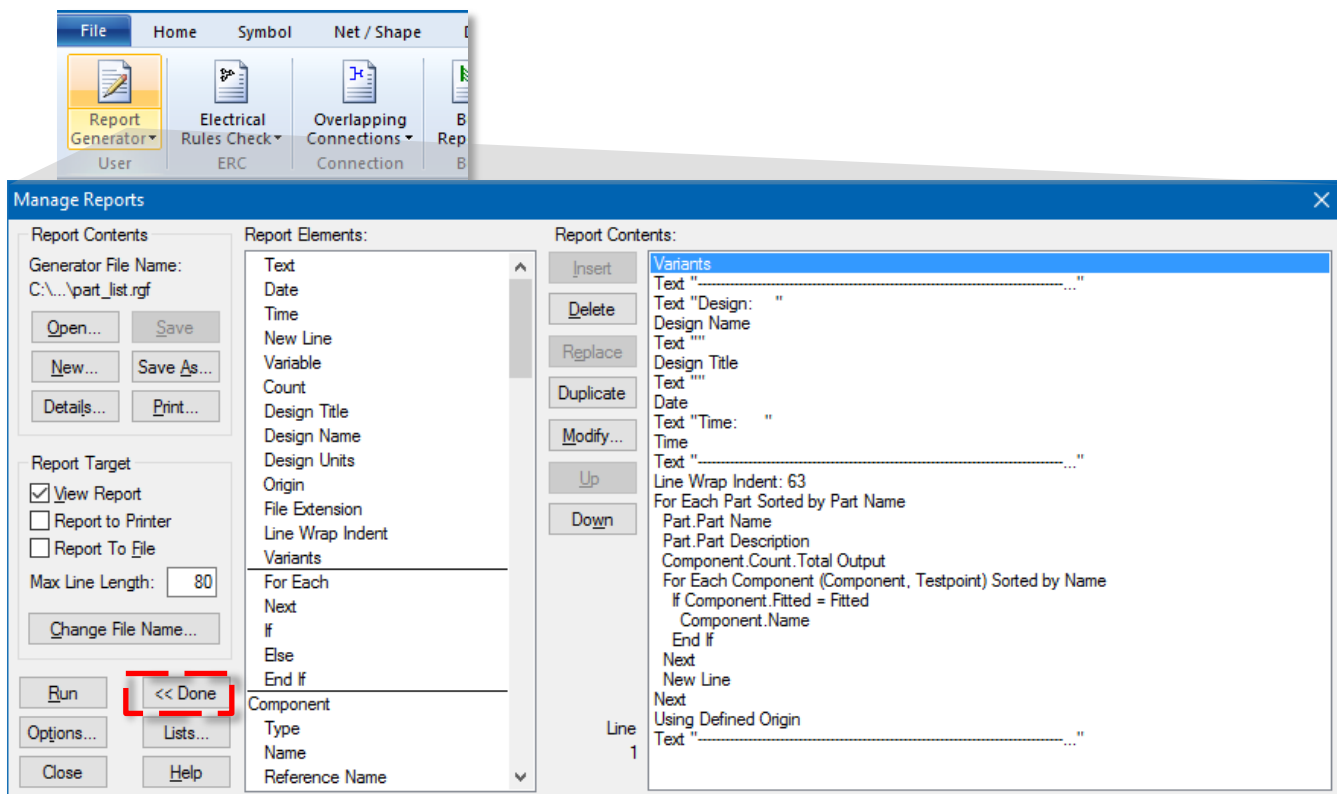 File Home Symbol Net / Shape
Report Generator
Electrical Rules Check
Overlapping Connections
User ERC Connection
Manage Reports
Report Contents
Generator File Name:
C:\...\part_list.rgf
Open... Save
New... Save As...
Details... Print...
Report Target
View Report
Report to Printer
Report To File
Max Line Length: 80
Change File Name...
Run << Done
Options... Lists...
Close Help
Report Elements:
Text
Date
Time
New Line
Variable
Count
Design Title
Design Name
Design Units
Origin
File Extension
Line Wrap Indent
Variants
For Each
Next
If
Else
End If
Component
Type
Name
Reference Name
Report Contents:
Insert
Delete
Replace
Duplicate
Modify...
Up
Down
Line
1
Variants
Text "--------------------------------------------------------------------------------..."
Text "Design:     "
Design Name
Text ""
Design Title
Text ""
Date
Text "Time:     "
Time
Text "--------------------------------------------------------------------------------..."
Line Wrap Indent: 63
For Each Part Sorted by Part Name
Part.Part Name
Part.Part Description
Component.Count.Total Output
For Each Component (Component, Testpoint) Sorted by Name
If Component.Fitted = Fitted
Component.Name
End If
Next
New Line
Next
Using Defined Origin
Text "--------------------------------------------------------------------------------..."